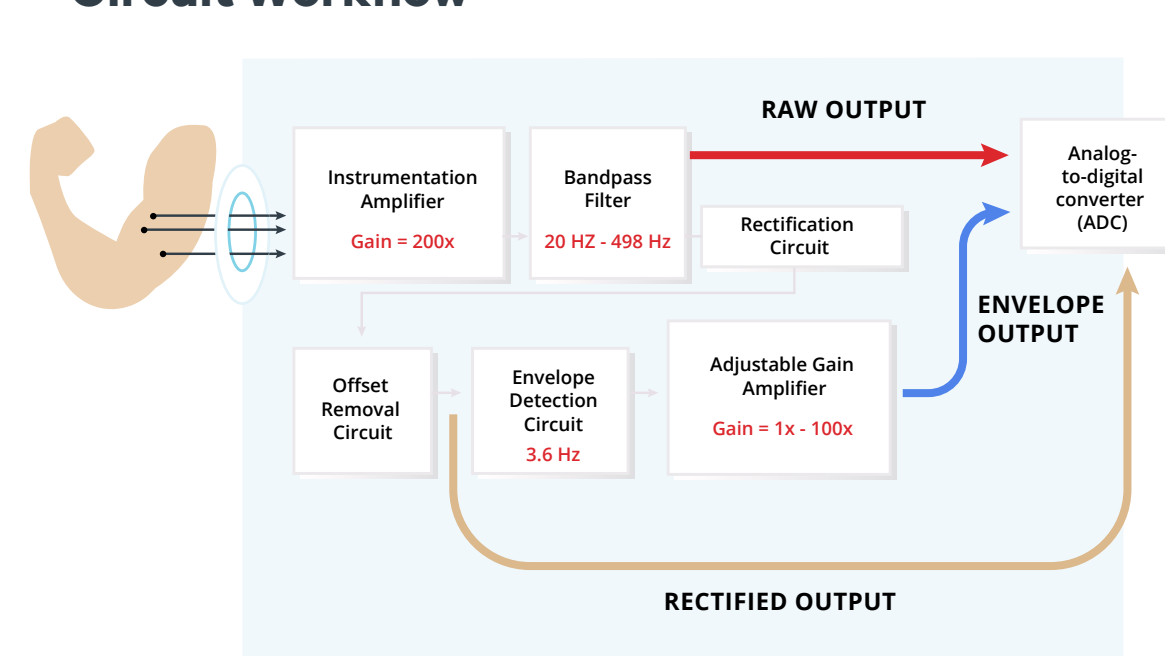 Circuit Workflow
RAW OUTPUT
Instrumentation
Amplifier
Gain = 200x
Bandpass
Filter
20 HZ - 498 Hz
Rectification
Circuit
Analog-
to-digital
converter
(ADC)
ENVELOPE
OUTPUT
Offset
Removal
Circuit
Envelope
Detection
Circuit
3.6 Hz
Adjustable Gain
Amplifier
Gain = 1x - 100x
RECTIFIED OUTPUT